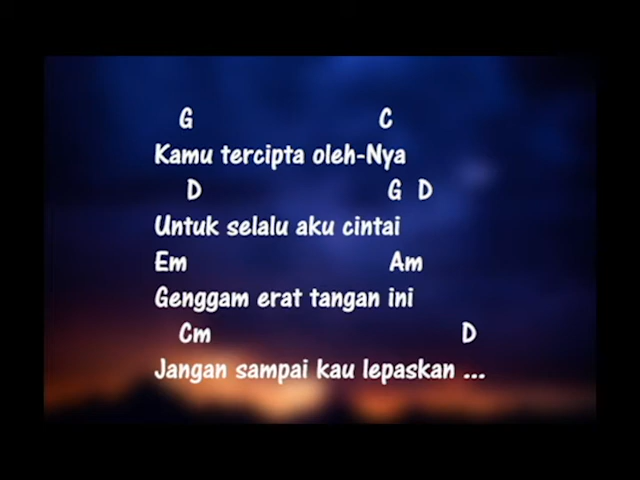 G C
Kamu tercipta oleh-Nya
D G D
Untuk selalu aku cintai
Em Am
Genggam erat tangan ini
Cm D
Jangan sampai kau lepaskan ...